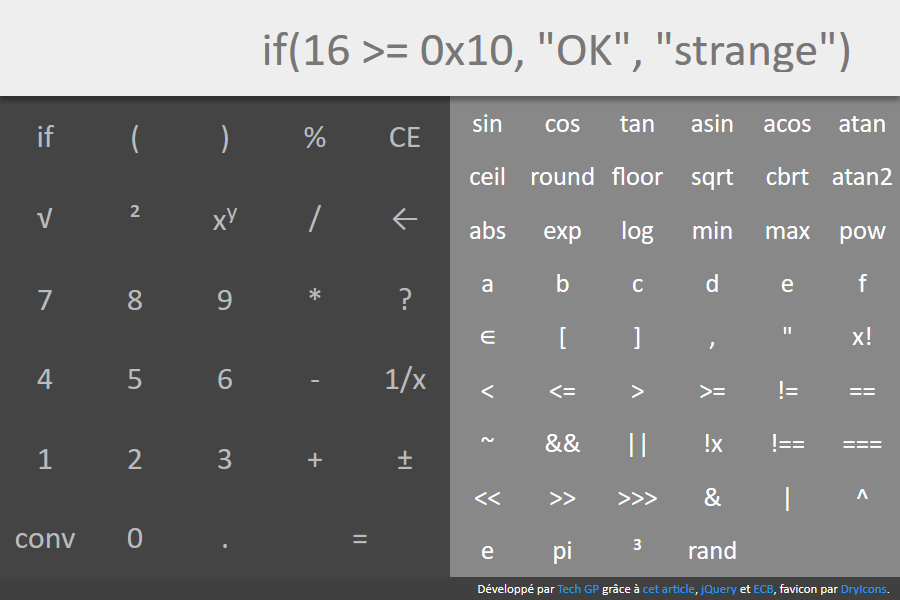 if(16 >= 0x10, "OK", "strange")
if ( ) % CE
√ ² xʸ / ←
7 8 9 * ?
4 5 6 - 1/x
1 2 3 + ±
conv 0 . =
sin cos tan asin acos atan
ceil round floor sqrt cbrt atan2
abs exp log min max pow
a b c d e f
∈ [ ] , " x!
< <= > >= != ==
~ && || !x !== ===
<< >> >>> & | ^
e pi ³ rand
Développé par Tech GP grâce à cet article, jQuery et ECB, favicon par DryIcons.